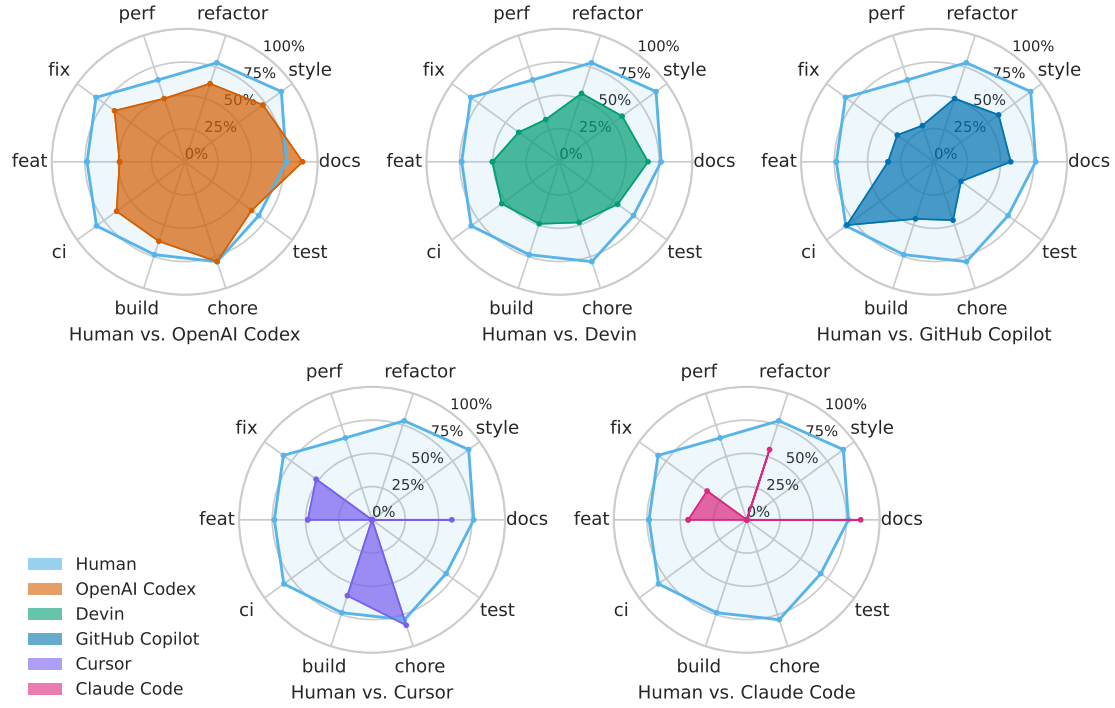 perf refactor
100%
75%
fix style
50%
25%
feat 0% docs
ci test
build chore
Human vs. OpenAI Codex
perf refactor
100%
75%
fix style
50%
25%
feat 0% docs
ci test
build chore
Human vs. Devin
perf refactor
100%
75%
fix style
50%
25%
feat 0% docs
ci test
build chore
Human vs. GitHub Copilot
perf refactor
100%
75%
fix style
50%
25%
feat 0% docs
ci test
build chore
Human vs. Cursor
perf refactor
100%
75%
fix style
50%
25%
feat 0% docs
ci test
build chore
Human vs. Claude Code
Human
OpenAI Codex
Devin
GitHub Copilot
Cursor
Claude Code